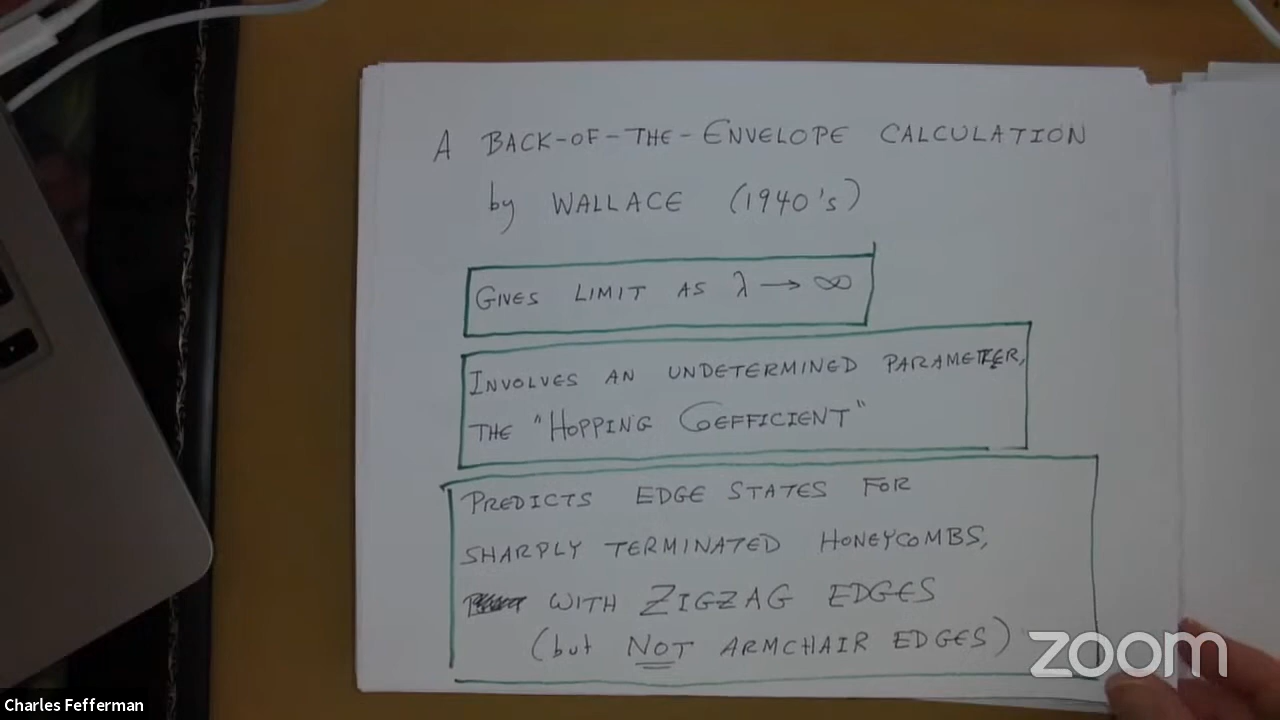 A BACK-OF-THE-ENVELOPE CALCULATION
by WALLACE (1940's)
GIVES LIMIT AS λ → ∞
INVOLVES AN UNDETERMINED PARAMETER,
THE "HOPPING COEFFICIENT"
PREDICTS EDGE STATES FOR
SHARPLY TERMINATED HONEYCOMBS,
WITH ZIGZAG EDGES
(but NOT ARMCHAIR EDGES)
zoom
Charles Fefferman